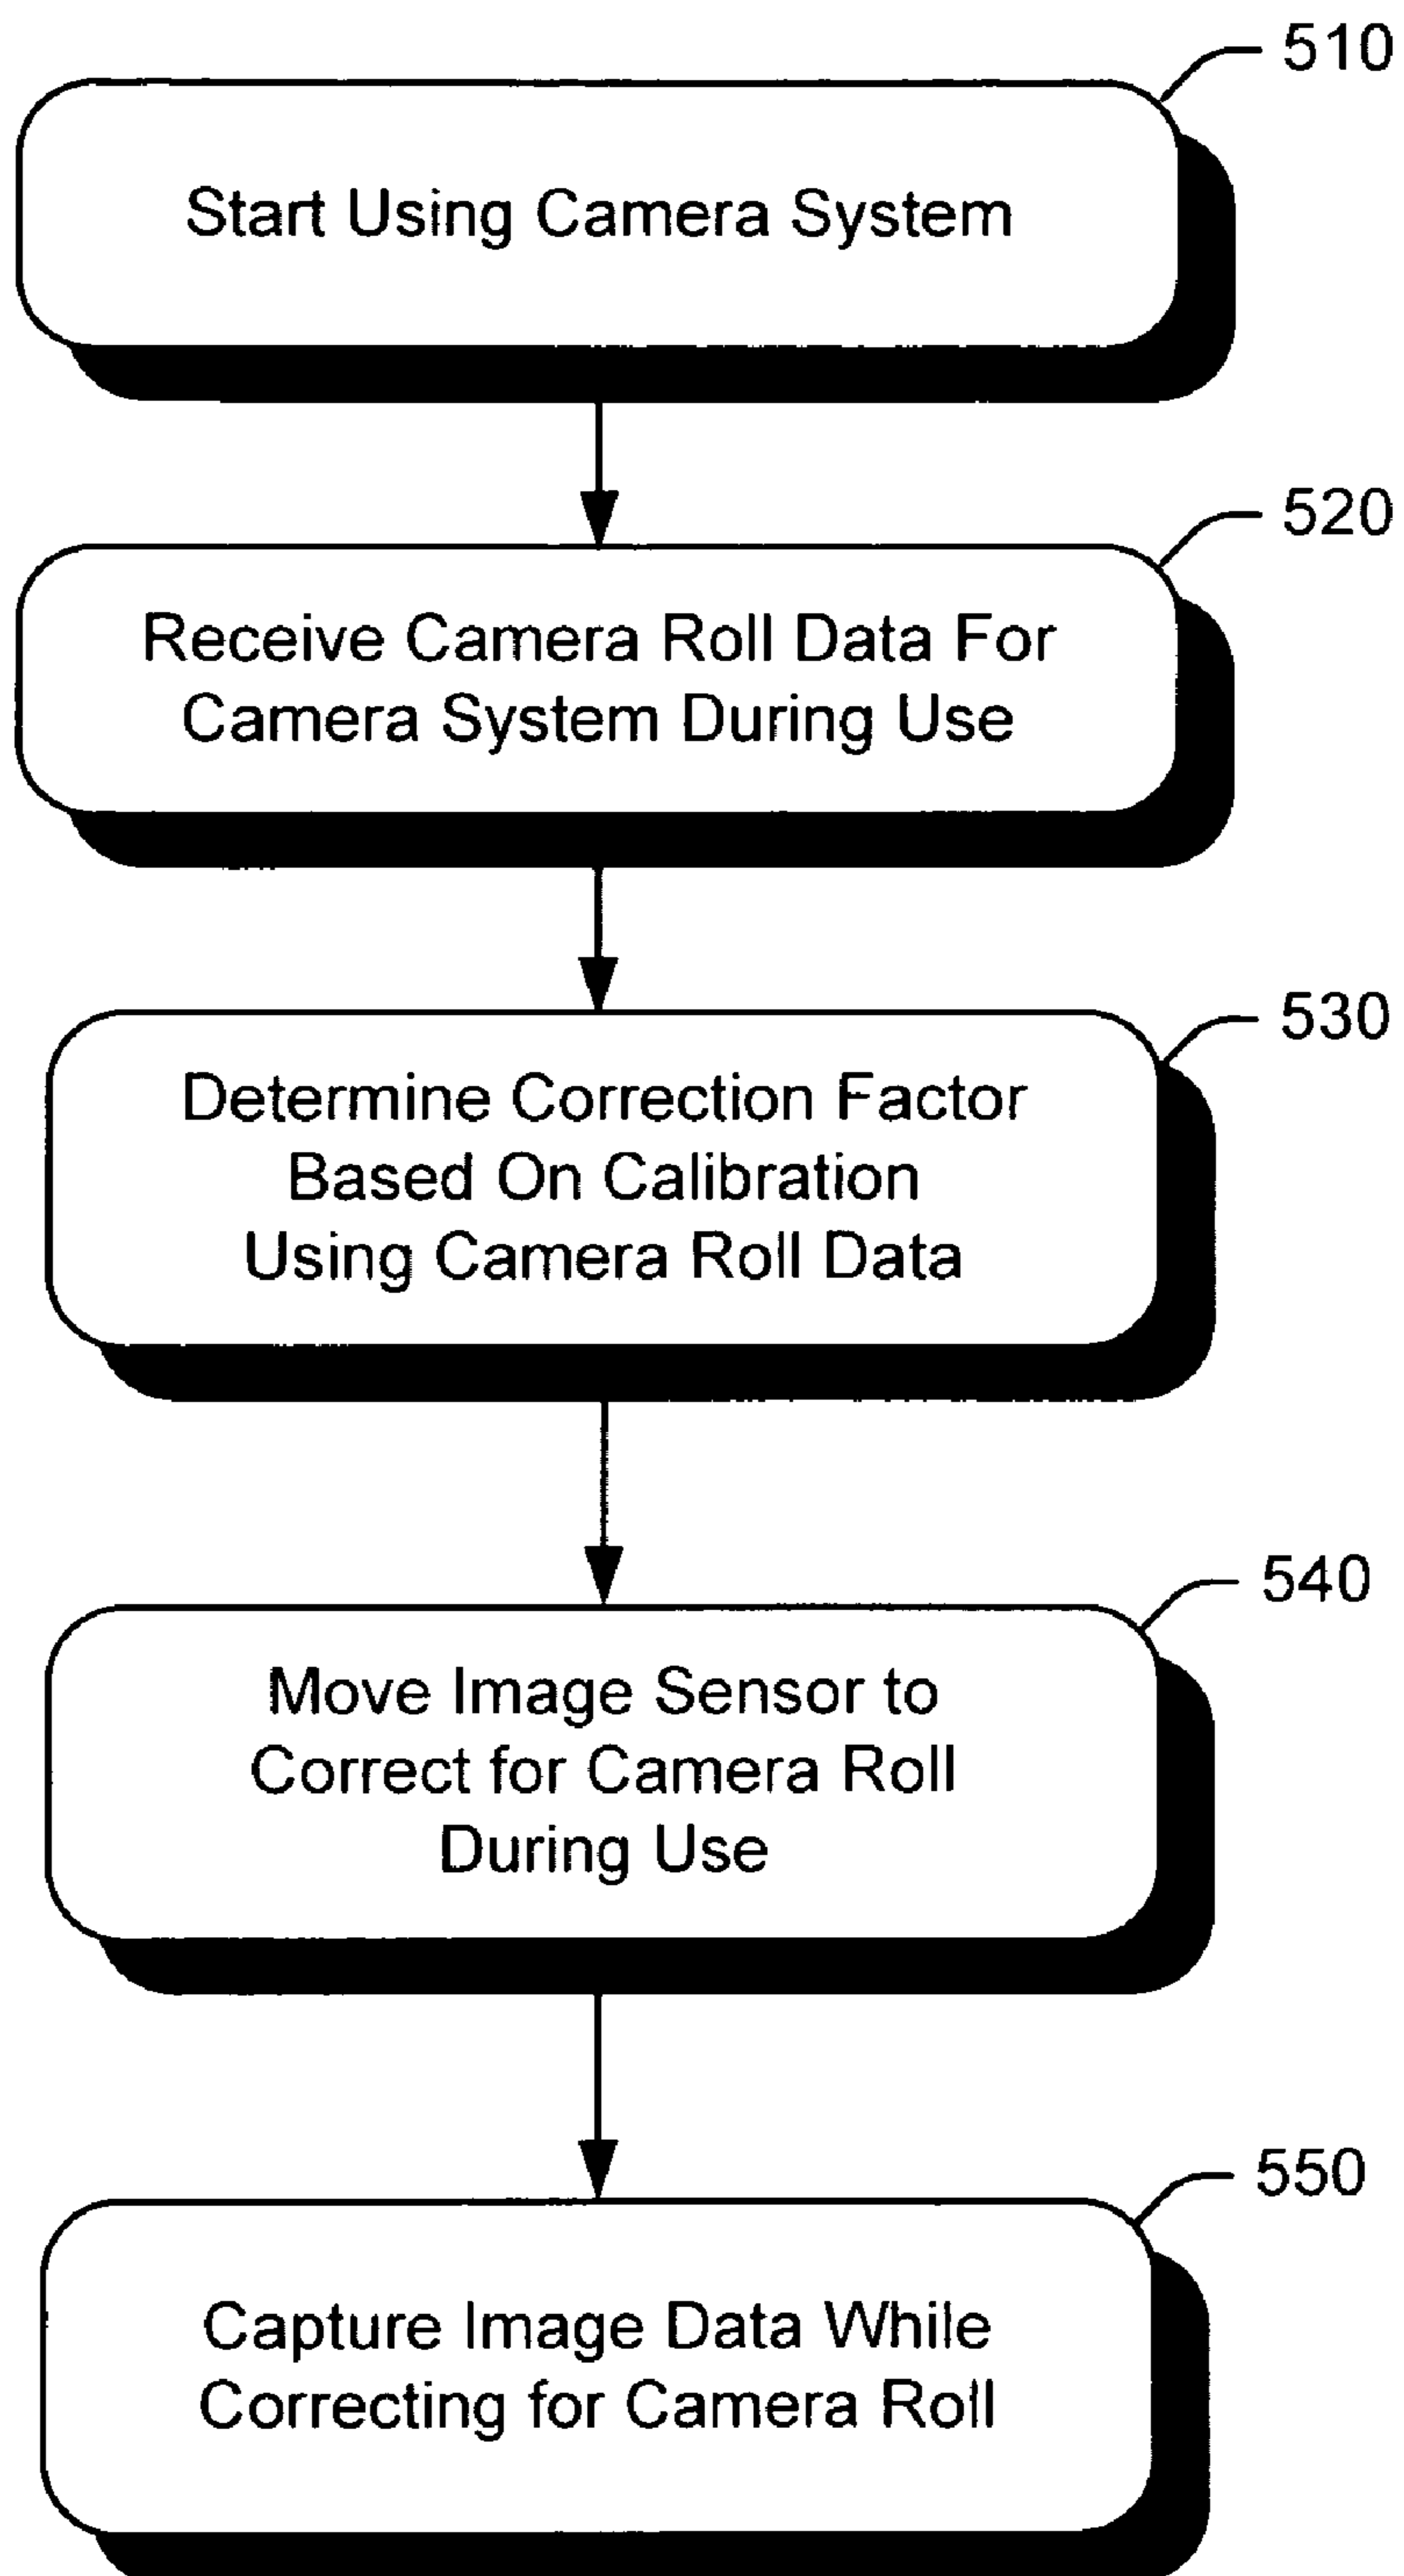 510
Start Using Camera System
520
Receive Camera Roll Data For
Camera System During Use
530
Determine Correction Factor
Based On Calibration
Using Camera Roll Data
540
Move Image Sensor to
Correct for Camera Roll
During Use
550
Capture Image Data While
Correcting for Camera Roll